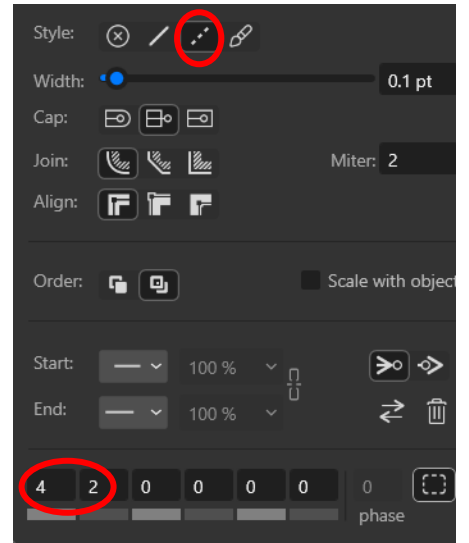 Style:
Width: 0.1 pt
Cap:
Join: Miter: 2
Align:
Order: Scale with object
Start: 100 %
End: 100 %
4 2 0 0 0 0 0
phase